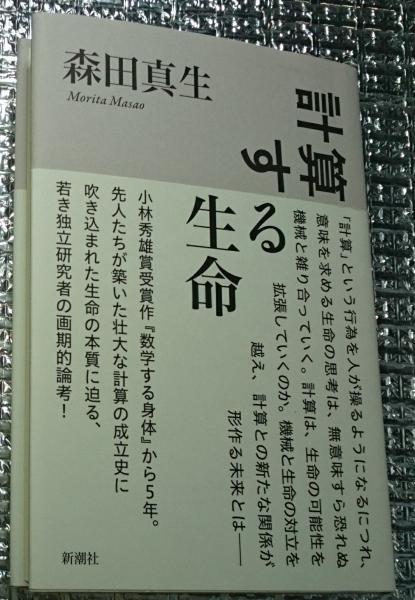 森田真生
Morita Masao
計算する生命
「計算」という行為を人が操るようになるにつれ、
意味を求める生命の思考は、無意味すら恐れぬ
機械と雑り合っていく。計算は、生命の可能性を
拡張していくのか。機械と生命の対立を
越え、計算との新たな関係が
形作る未来とは――
小林秀雄賞受賞作『数学する身体』から5年。
先人たちが築いた壮大な計算の成立史に
吹き込まれた生命の本質に迫る、
若き独立研究者の画期的論考！
新潮社